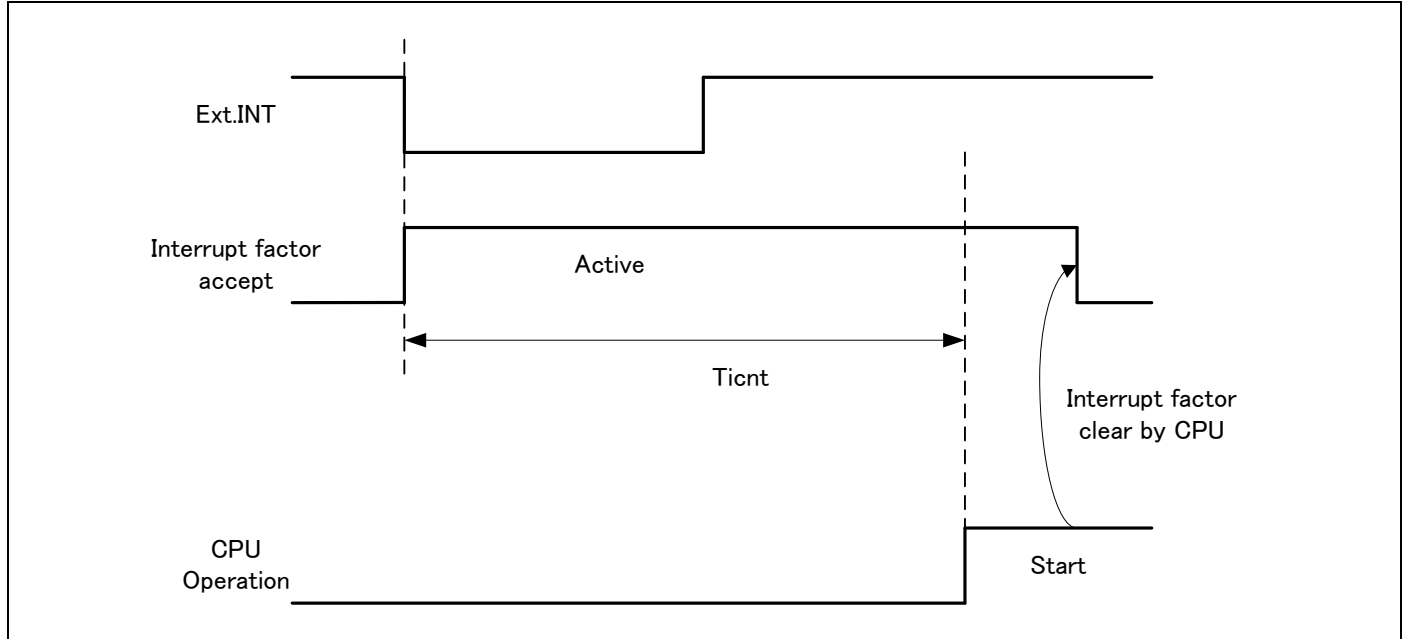 Ext.INT
Interrupt factor
accept
Active
Ticnt
Interrupt factor
clear by CPU
CPU
Operation
Start